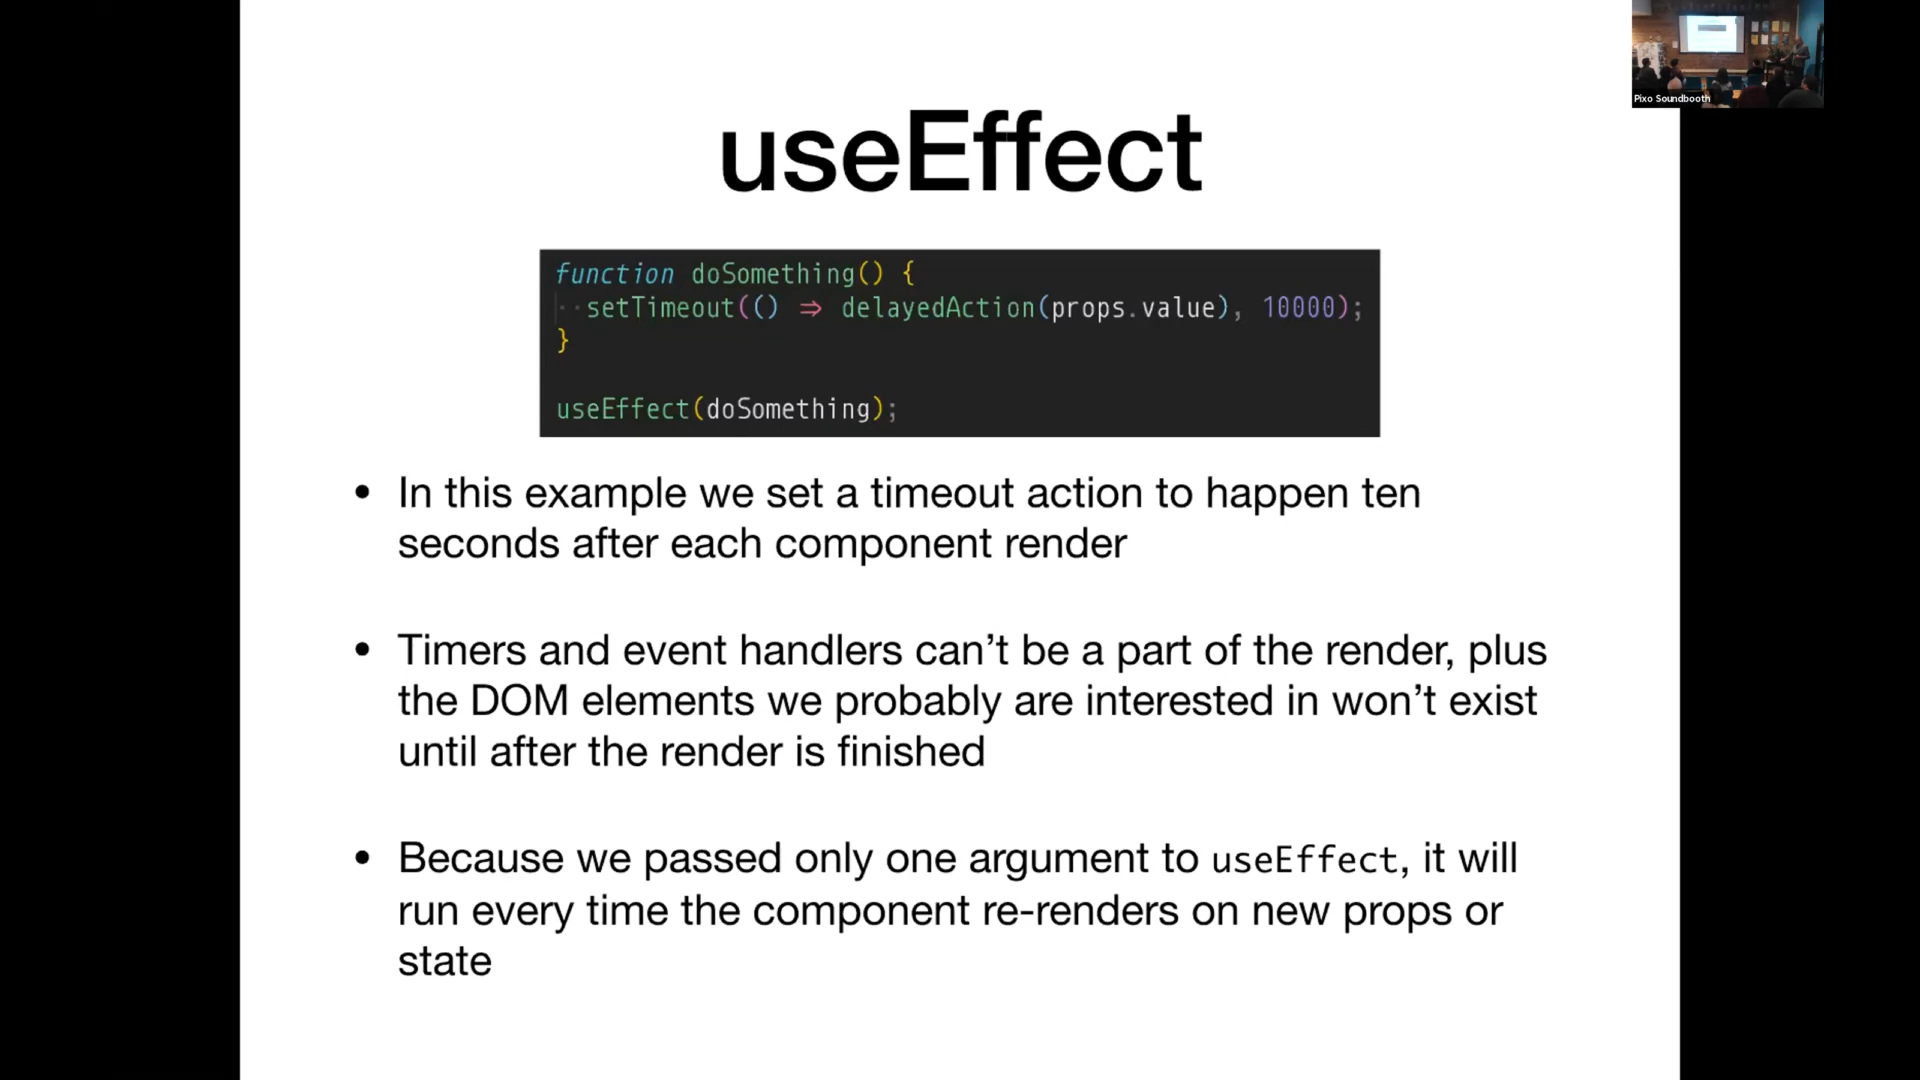 Pixo Soundbooth
useEffect
function doSomething() {
setTimeout(() => delayedAction(props.value), 10000);
}
useEffect(doSomething);
• In this example we set a timeout action to happen ten
seconds after each component render
• Timers and event handlers can’t be a part of the render, plus
the DOM elements we probably are interested in won’t exist
until after the render is finished
• Because we passed only one argument to useEffect, it will
run every time the component re-renders on new props or
state